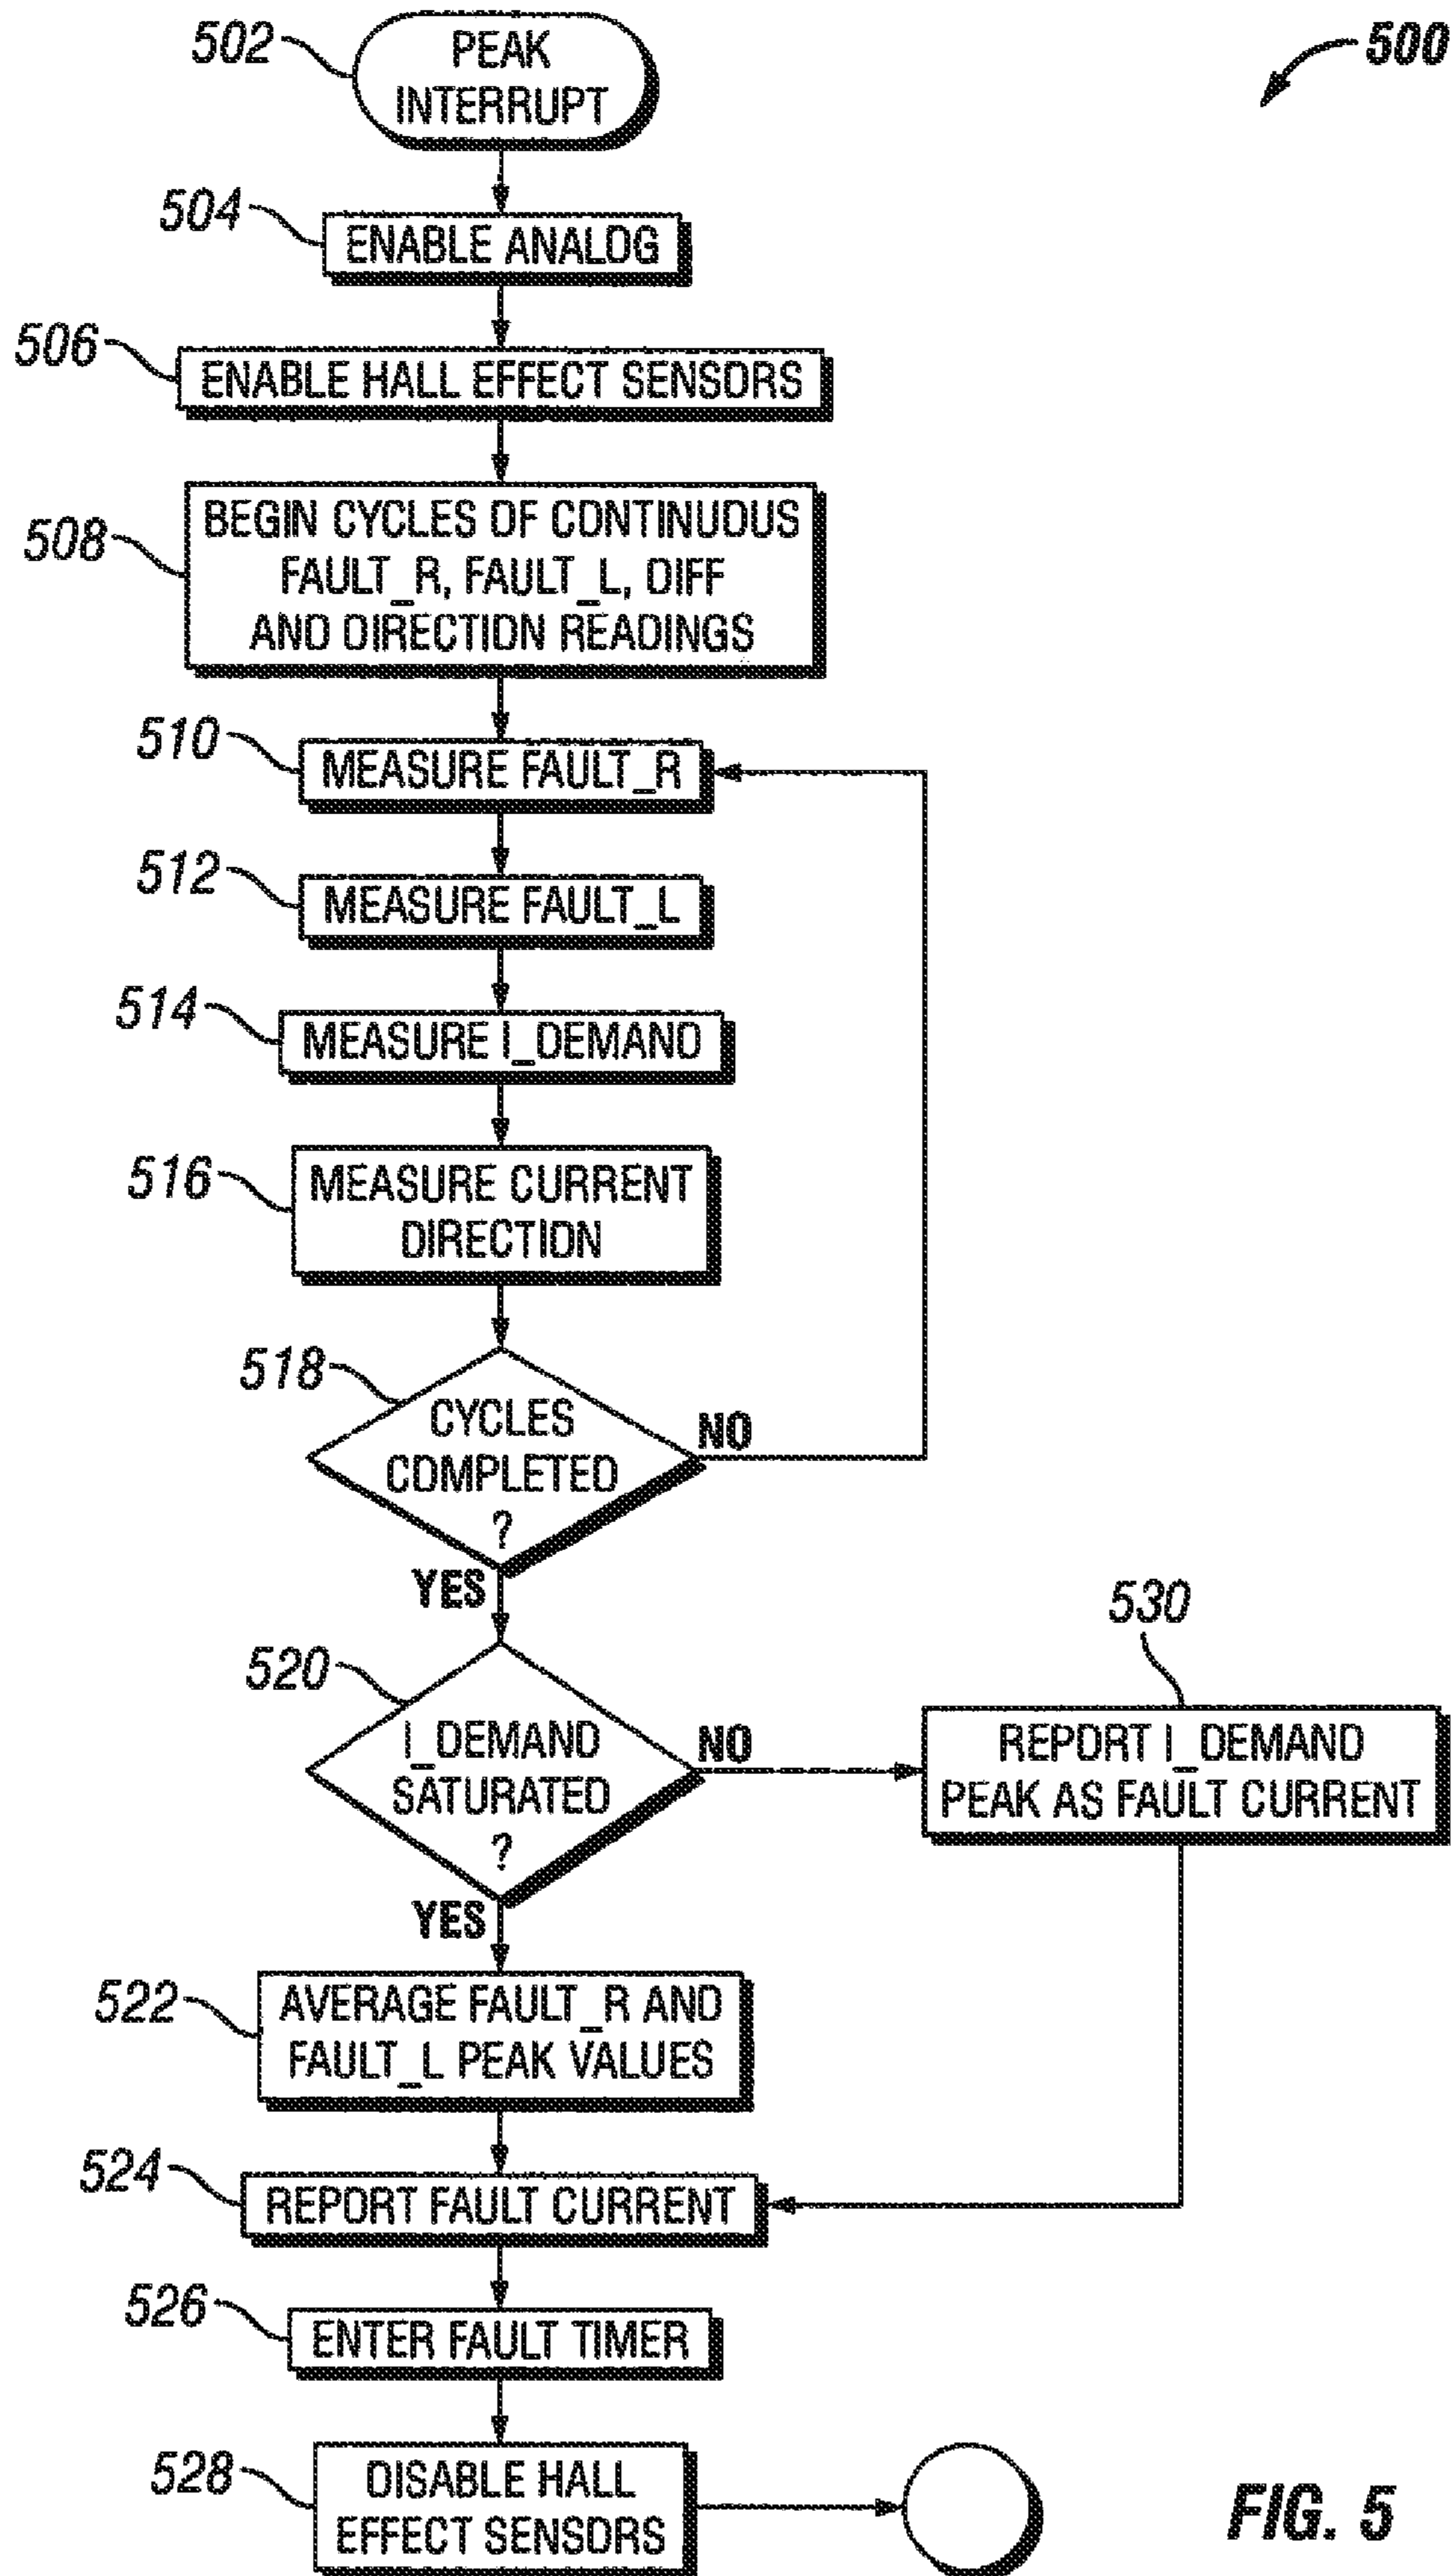 500
502
PEAK
INTERRUPT
504
ENABLE ANALOG
506
ENABLE HALL EFFECT SENSORS
508
BEGIN CYCLES OF CONTINUOUS
FAULT_R, FAULT_L, DIFF
AND DIRECTION READINGS
510
MEASURE FAULT_R
512
MEASURE FAULT_L
514
MEASURE I_DEMAND
516
MEASURE CURRENT
DIRECTION
518
CYCLES
COMPLETED
?
NO
YES
520
I_DEMAND
SATURATED
?
NO
YES
530
REPORT I_DEMAND
PEAK AS FAULT CURRENT
522
AVERAGE FAULT_R AND
FAULT_L PEAK VALUES
524
REPORT FAULT CURRENT
526
ENTER FAULT TIMER
528
DISABLE HALL
EFFECT SENSORS
FIG. 5